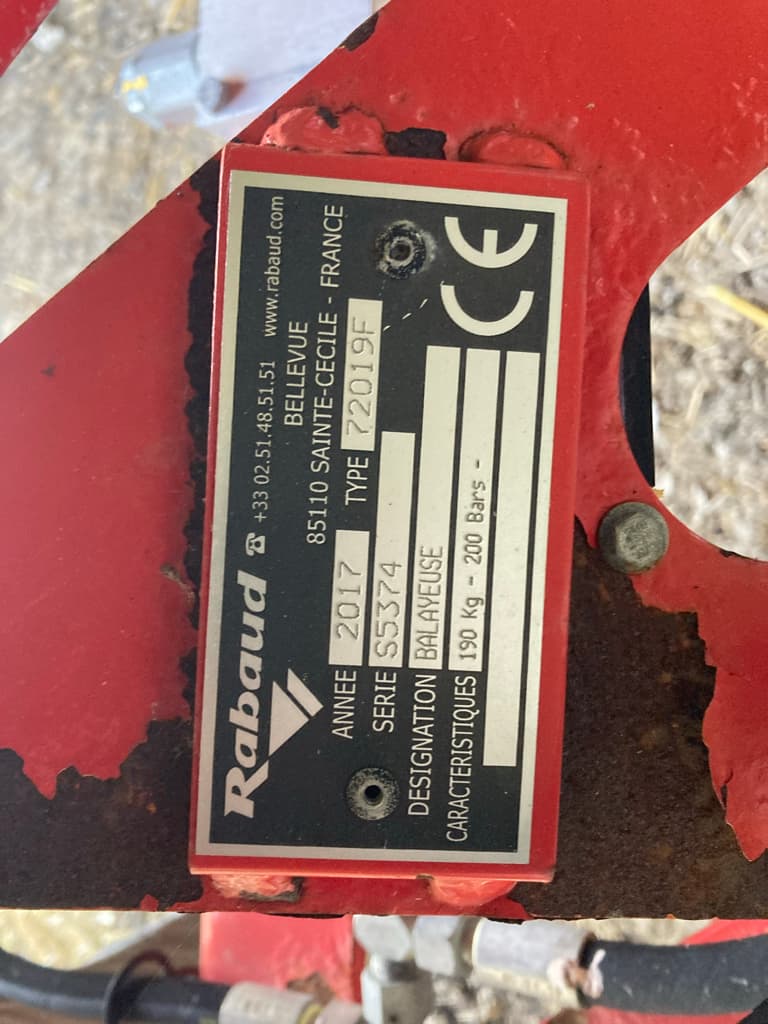 Rabaud ☎ +33 02.51.48.51.51 www.rabaud.com
BELLEVUE
85110 SAINTE-CECILE - FRANCE
ANNEE 2017 TYPE 72019F
SERIE S5374
DESIGNATION BALAYEUSE
CARACTERISTIQUES 190 Kg - 200 Bars -
CE